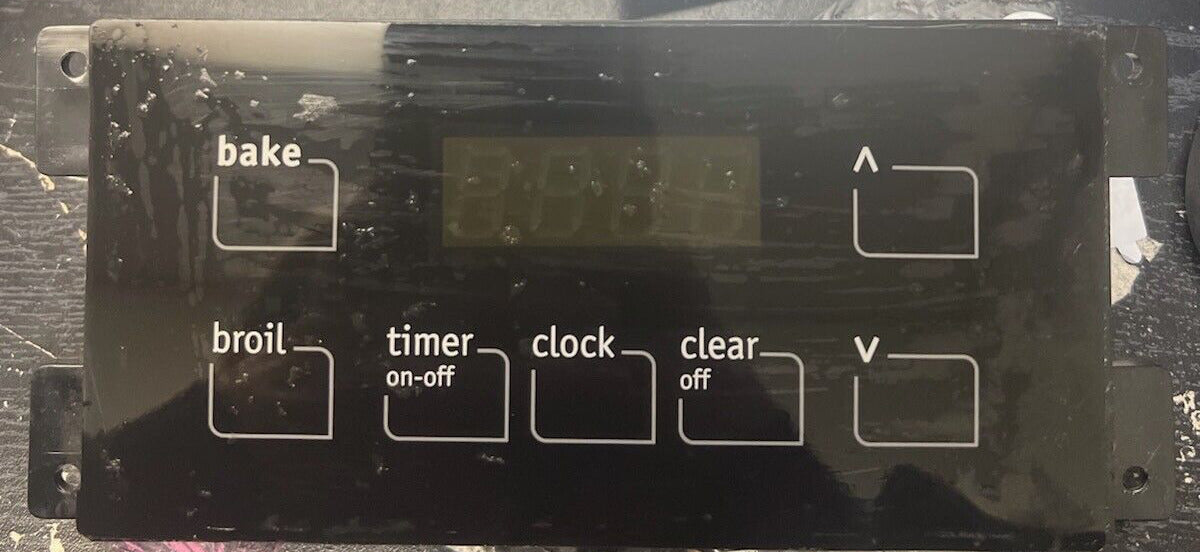 bake
^
broil
timer
on-off
clock
clear
off
v